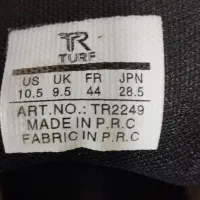 TR
TURF
US UK FR JPN
10.5 9.5 44 28.5
ART.NO.: TR2249
MADE IN P.R.C
FABRIC IN P.R.C